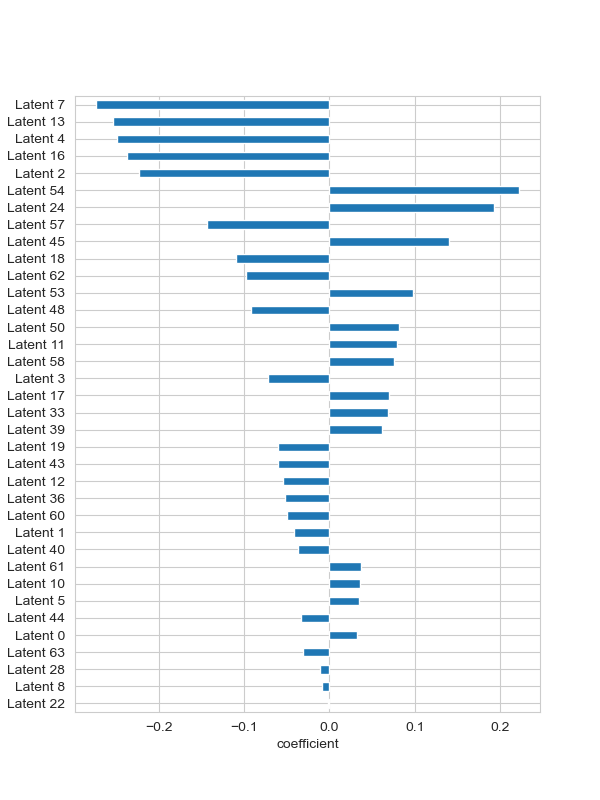 Latent 7
Latent 13
Latent 4
Latent 16
Latent 2
Latent 54
Latent 24
Latent 57
Latent 45
Latent 18
Latent 62
Latent 53
Latent 48
Latent 50
Latent 11
Latent 58
Latent 3
Latent 17
Latent 33
Latent 39
Latent 19
Latent 43
Latent 12
Latent 36
Latent 60
Latent 1
Latent 40
Latent 61
Latent 10
Latent 5
Latent 44
Latent 0
Latent 63
Latent 28
Latent 8
Latent 22
−0.2 −0.1 0.0 0.1 0.2
coefficient